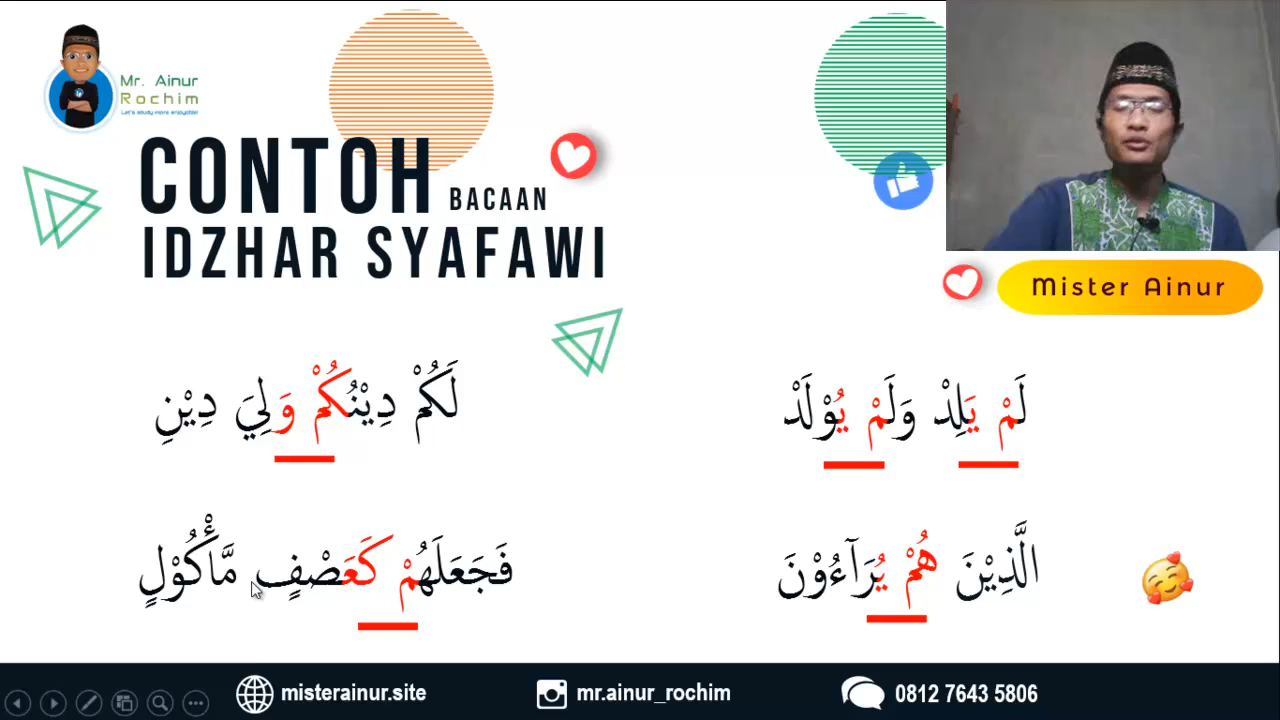 Mr. Ainur
Rochim
Let's study more enjoyable!
CONTOH BACAAN
IDZHAR SYAFAWI
Mister Ainur
لَمْ يَلِدْ وَلَمْ يُوْلَدْ
لَكُمْ دِيْنُكُمْ وَلِيَ دِيْنِ
الَّذِيْنَ هُمْ يُرَآءُوْنَ
فَجَعَلَهُمْ كَعَصْفٍ مَّأْكُوْلٍ
misterainur.site
mr.ainur_rochim
0812 7643 5806